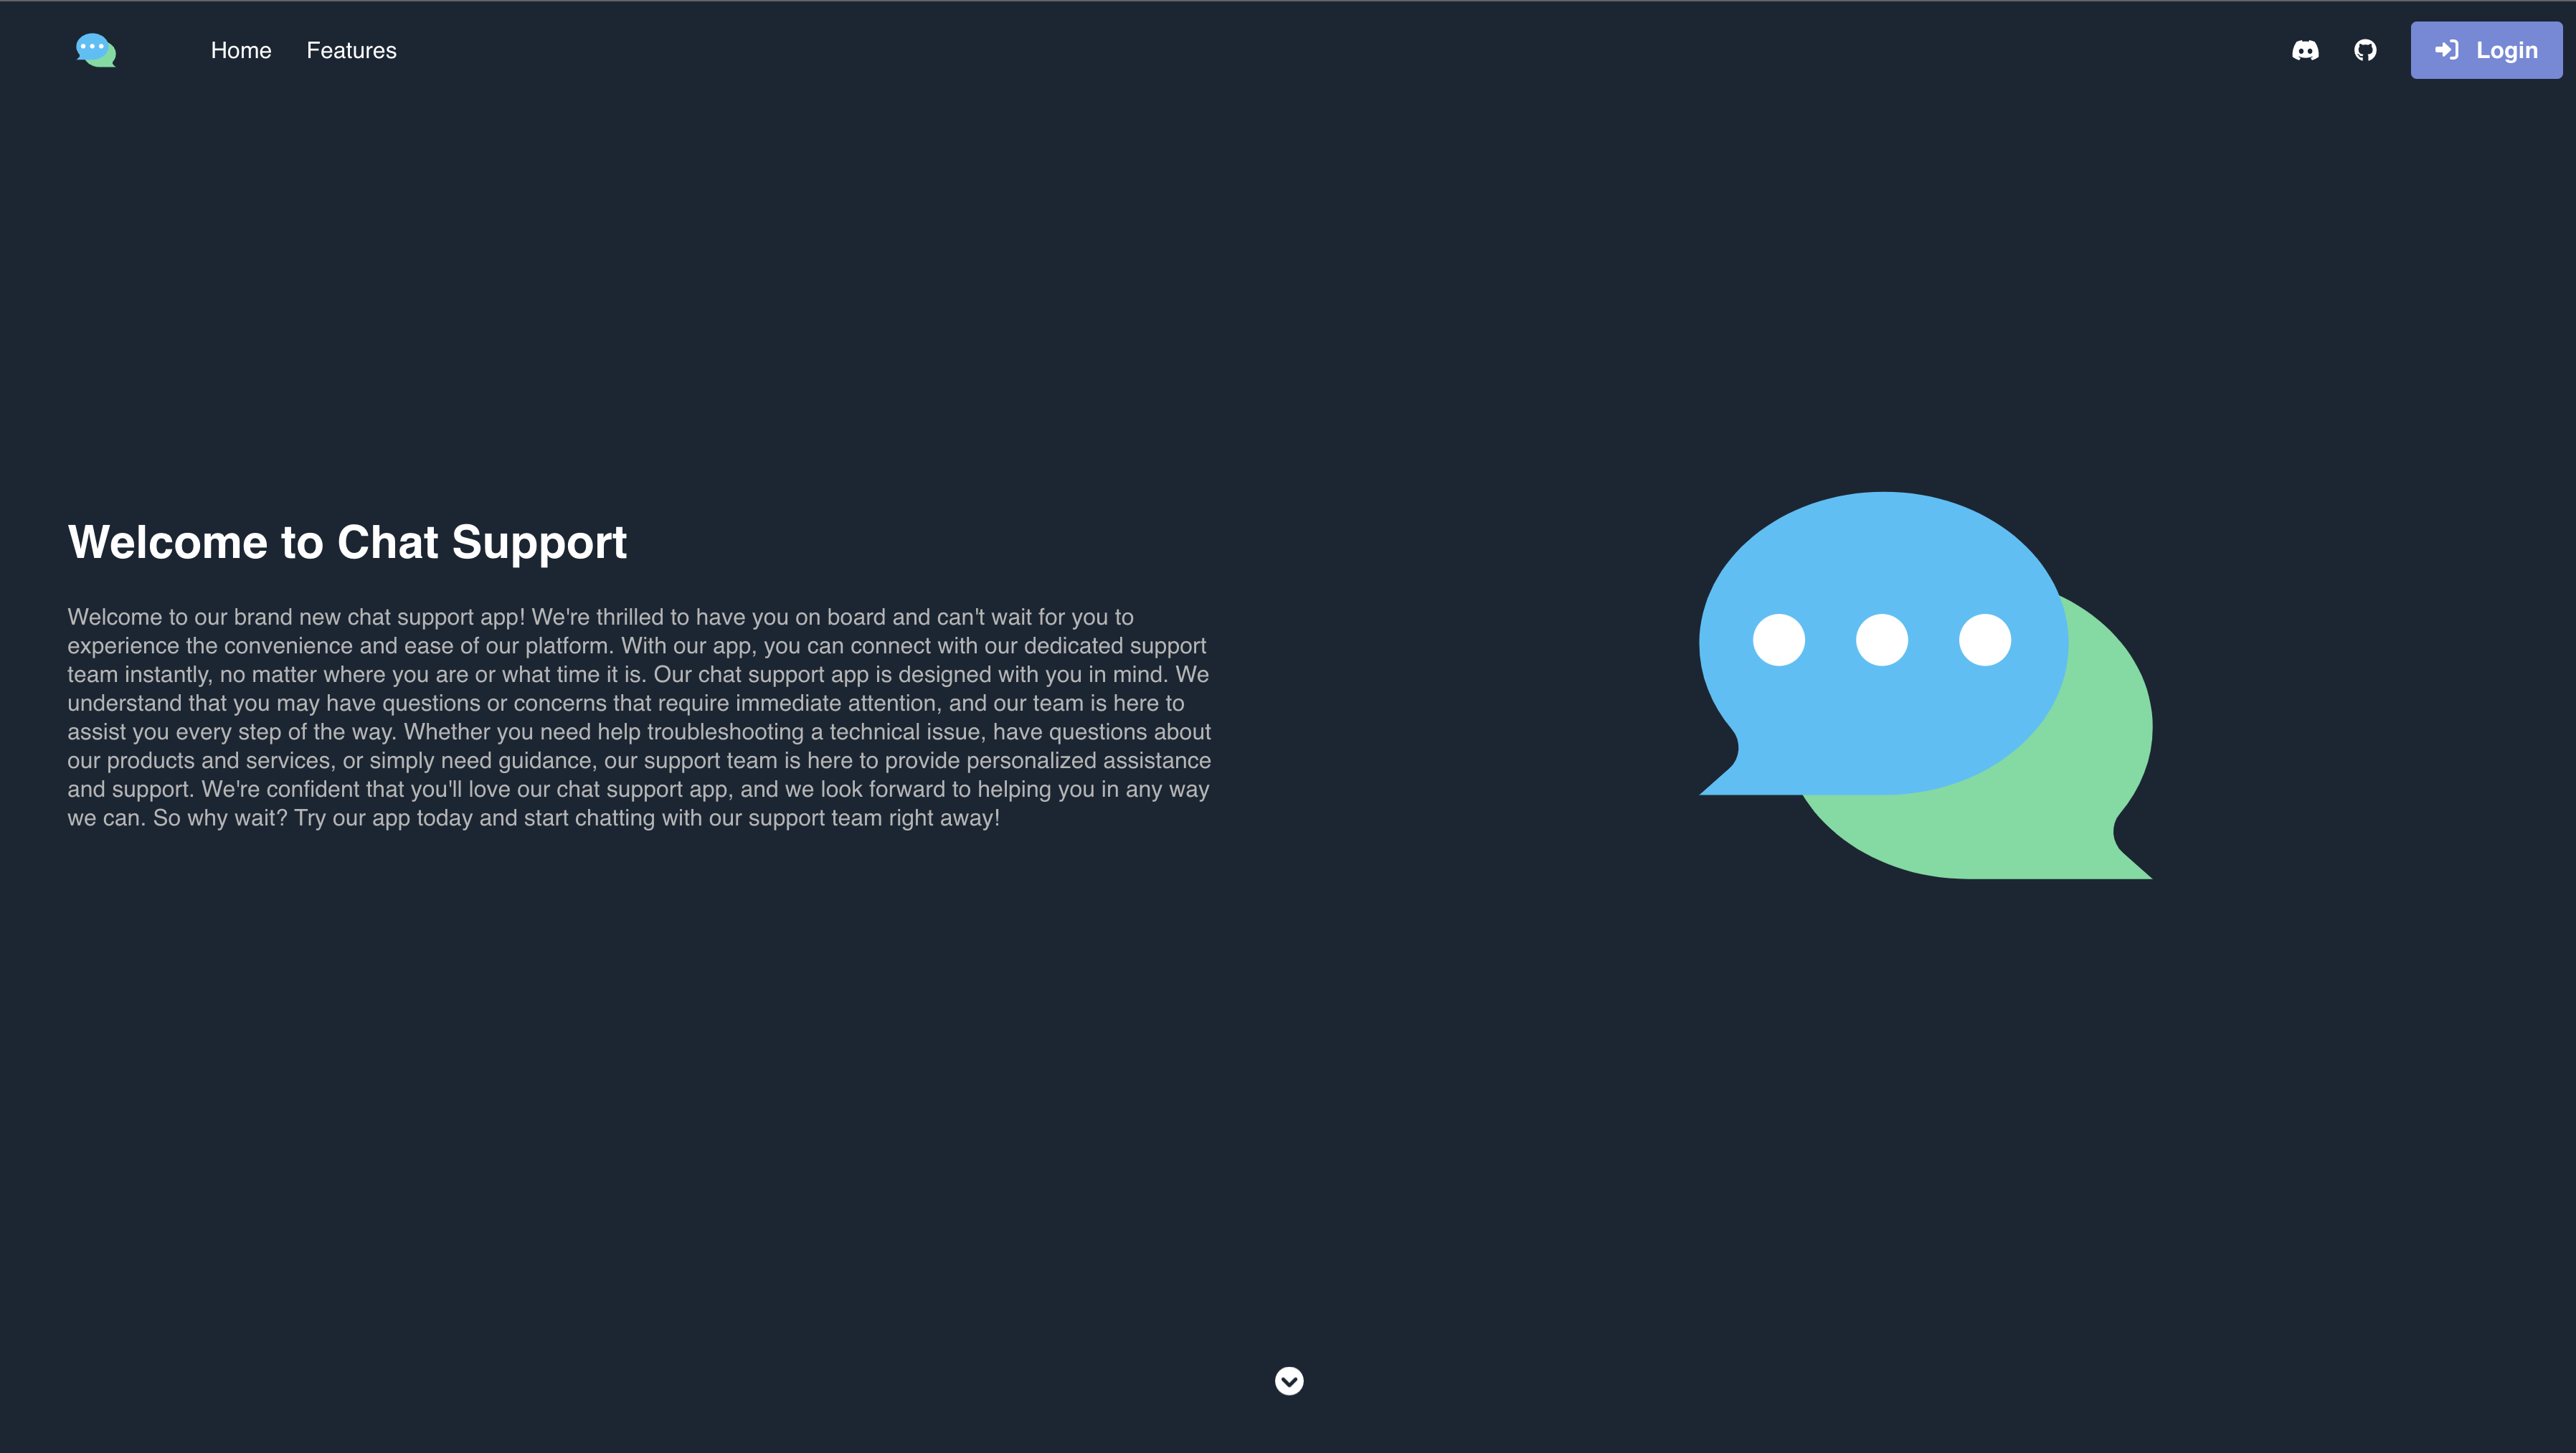 Home
Features
Login
Welcome to Chat Support
Welcome to our brand new chat support app! We're thrilled to have you on board and can't wait for you to
experience the convenience and ease of our platform. With our app, you can connect with our dedicated support
team instantly, no matter where you are or what time it is. Our chat support app is designed with you in mind. We
understand that you may have questions or concerns that require immediate attention, and our team is here to
assist you every step of the way. Whether you need help troubleshooting a technical issue, have questions about
our products and services, or simply need guidance, our support team is here to provide personalized assistance
and support. We're confident that you'll love our chat support app, and we look forward to helping you in any way
we can. So why wait? Try our app today and start chatting with our support team right away!